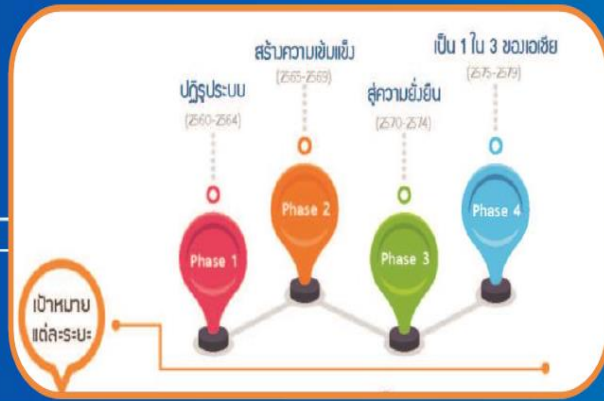 ปฏิรูประบบ
(2560-2564)
สร้างความเข้มแข็ง
(2565-2569)
สู่ความยั่งยืน
(2570-2574)
เป็น 1 ใน 3 ของเอเชีย
(2575-2579)
Phase 1
Phase 2
Phase 3
Phase 4
เป้าหมาย
แต่ละระยะ